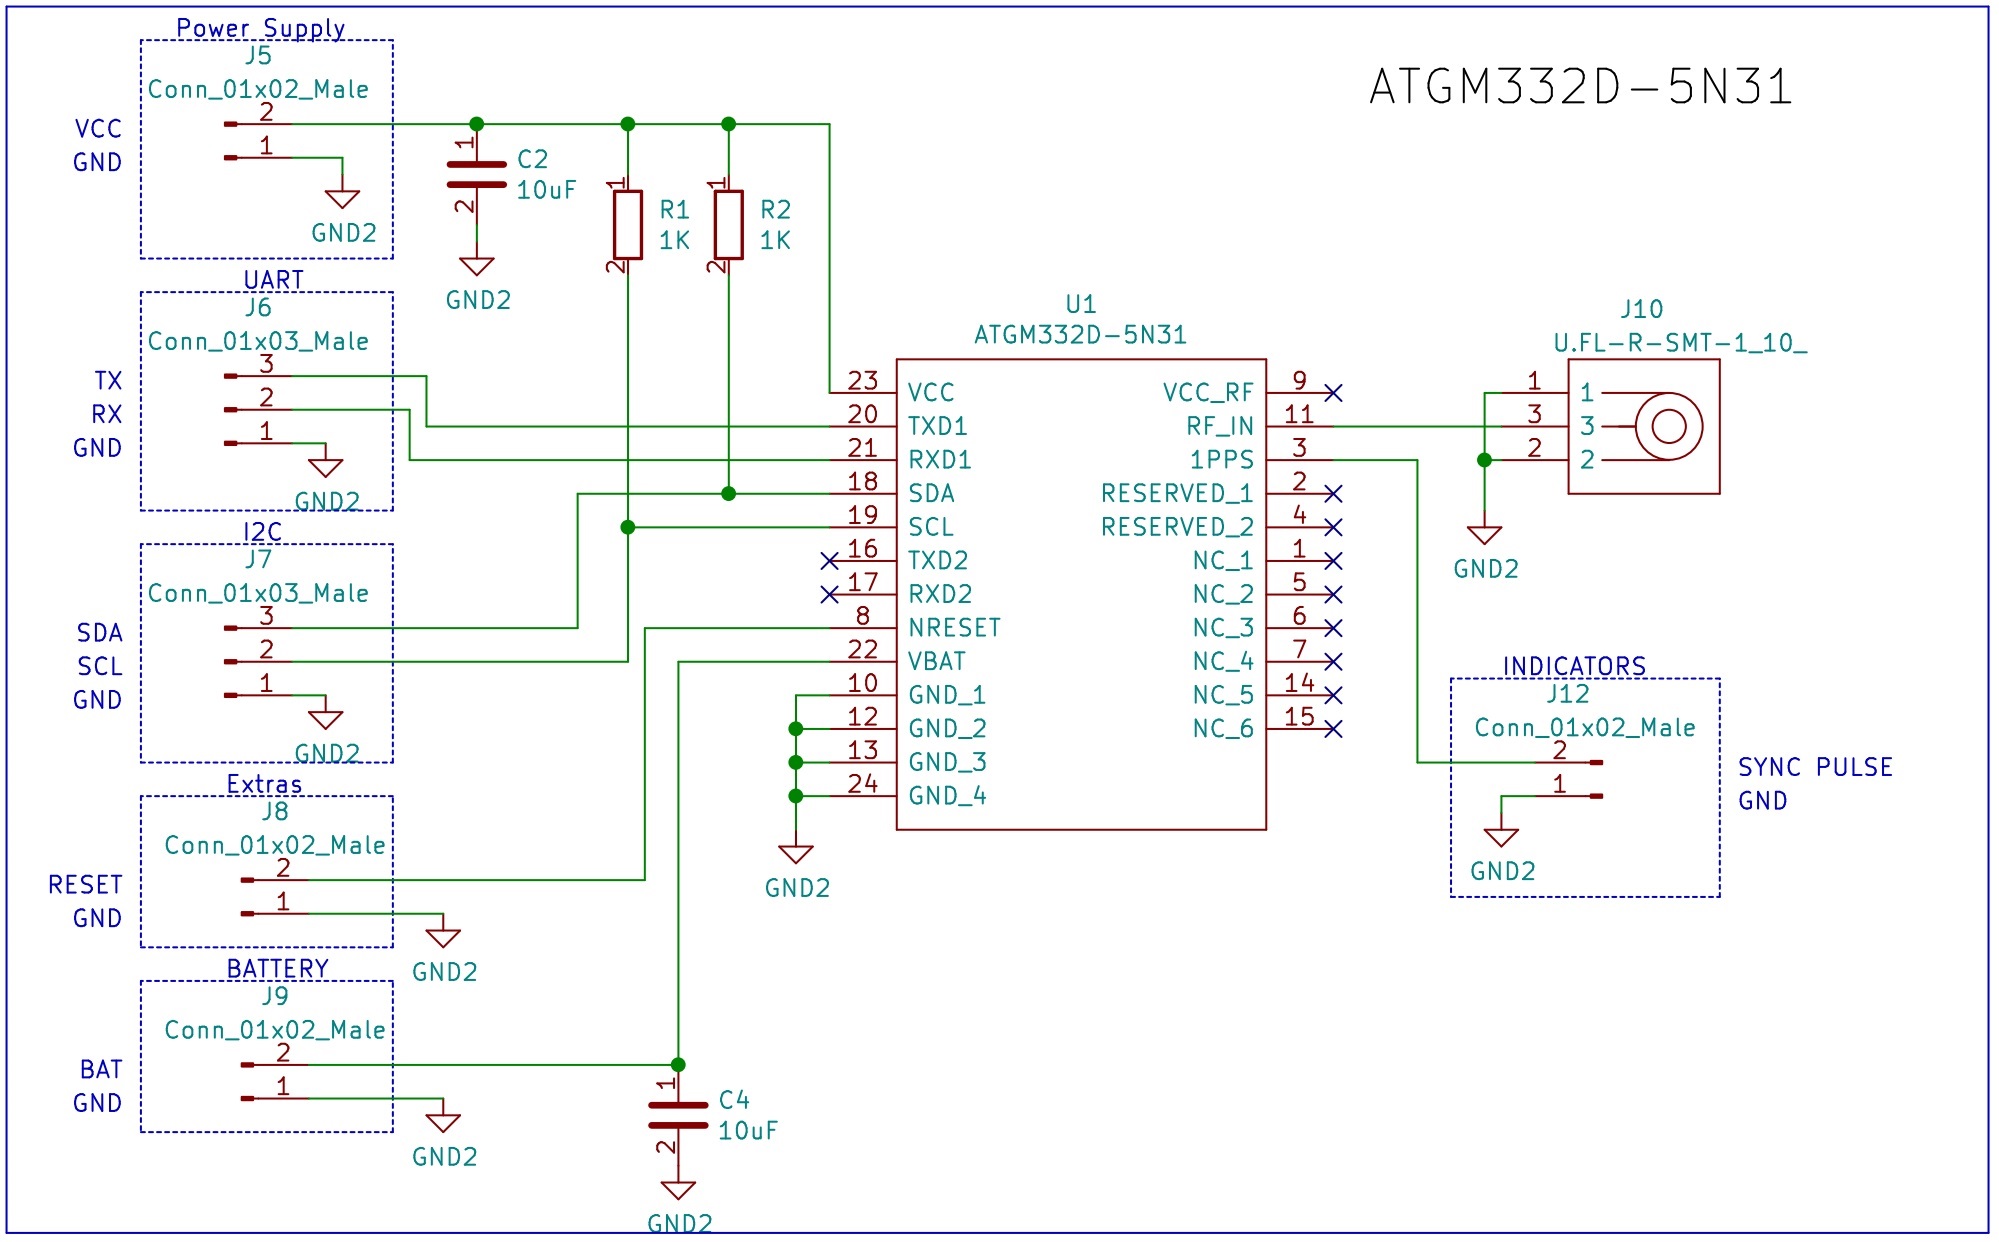 ATGM332D-5N31
Power Supply
J5
Conn_01x02_Male
VCC 2
GND 1
GND2
1
C2
10uF
2
GND2
1
R1
1K
2
1
R2
1K
2
UART
J6
Conn_01x03_Male
TX 3
RX 2
GND 1
GND2
I2C
J7
Conn_01x03_Male
SDA 3
SCL 2
GND 1
GND2
Extras
J8
Conn_01x02_Male
RESET 2
GND 1
GND2
BATTERY
J9
Conn_01x02_Male
BAT 2
GND 1
GND2
1
C4
10uF
2
GND2
U1
ATGM332D-5N31
23 VCC VCC_RF 9
20 TXD1 RF_IN 11
21 RXD1 1PPS 3
18 SDA RESERVED_1 2
19 SCL RESERVED_2 4
16 TXD2 NC_1 1
17 RXD2 NC_2 5
8 NRESET NC_3 6
22 VBAT NC_4 7
10 GND_1 NC_5 14
12 GND_2 NC_6 15
13 GND_3
24 GND_4
GND2
J10
U.FL-R-SMT-1_10_
1 1
3 3
2 2
GND2
INDICATORS
J12
Conn_01x02_Male
2 SYNC PULSE
1 GND
GND2